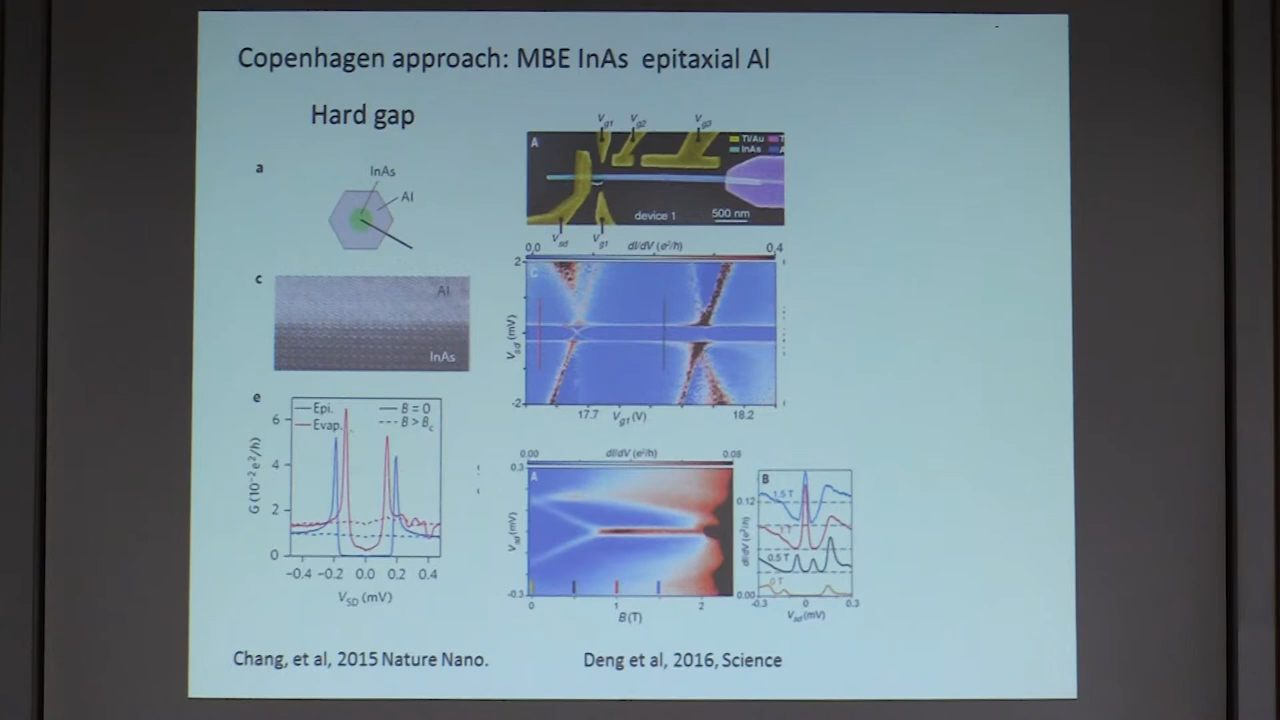 Copenhagen approach: MBE InAs epitaxial Al
Hard gap
a
InAs
Al
c
Al
InAs
e
Epi.
Evap.
B = 0
B > Bc
G (10⁻² e²/h)
6
4
2
0
−0.4 −0.2 0.0 0.2 0.4
VSD (mV)
Chang, et al, 2015 Nature Nano.
Vg1 Vg2 Vg3
A
Ti/Au
InAs
device 1
500 nm
Vsd Vg1
0.0 dI/dV (e²/h) 0.4
C
2
Vsd (mV)
-2
17.7 Vg1 (V) 18.2
0.00 dI/dV (e²/h) 0.08
A
0.3
Vsd (mV)
-0.3
0 1 2
B (T)
B
1.5 T
0.5 T
0 T
0.12
dI/dV (e²/h)
0.00
-0.3 0 0.3
Vsd (mV)
Deng et al, 2016, Science